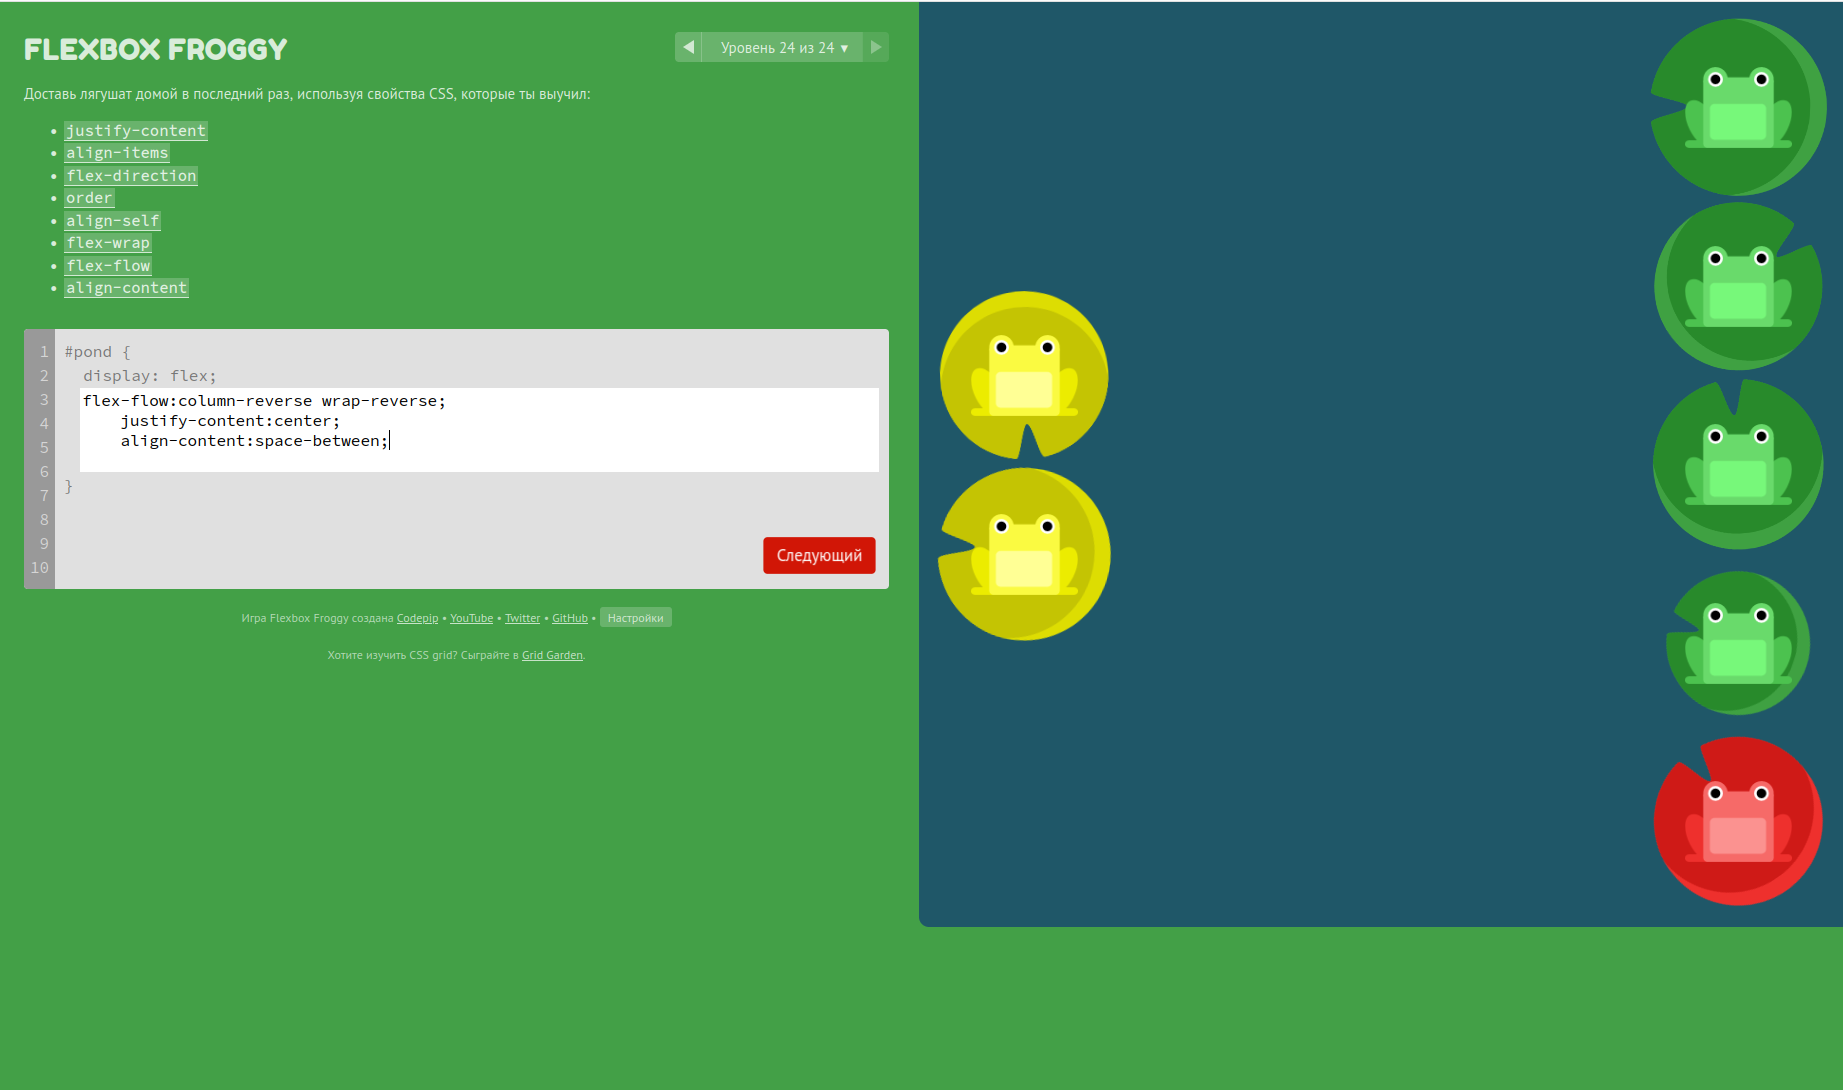 FLEXBOX FROGGY
◀ Уровень 24 из 24 ▾ ▶
Доставь лягушат домой в последний раз, используя свойства CSS, которые ты выучил:
• justify-content
• align-items
• flex-direction
• order
• align-self
• flex-wrap
• flex-flow
• align-content
1 #pond {
2 display: flex;
3 flex-flow:column-reverse wrap-reverse;
4 justify-content:center;
5 align-content:space-between;
6
7 }
8
9
10
Следующий
Игра Flexbox Froggy создана Codepip • YouTube • Twitter • GitHub • Настройки
Хотите изучить CSS grid? Сыграйте в Grid Garden.